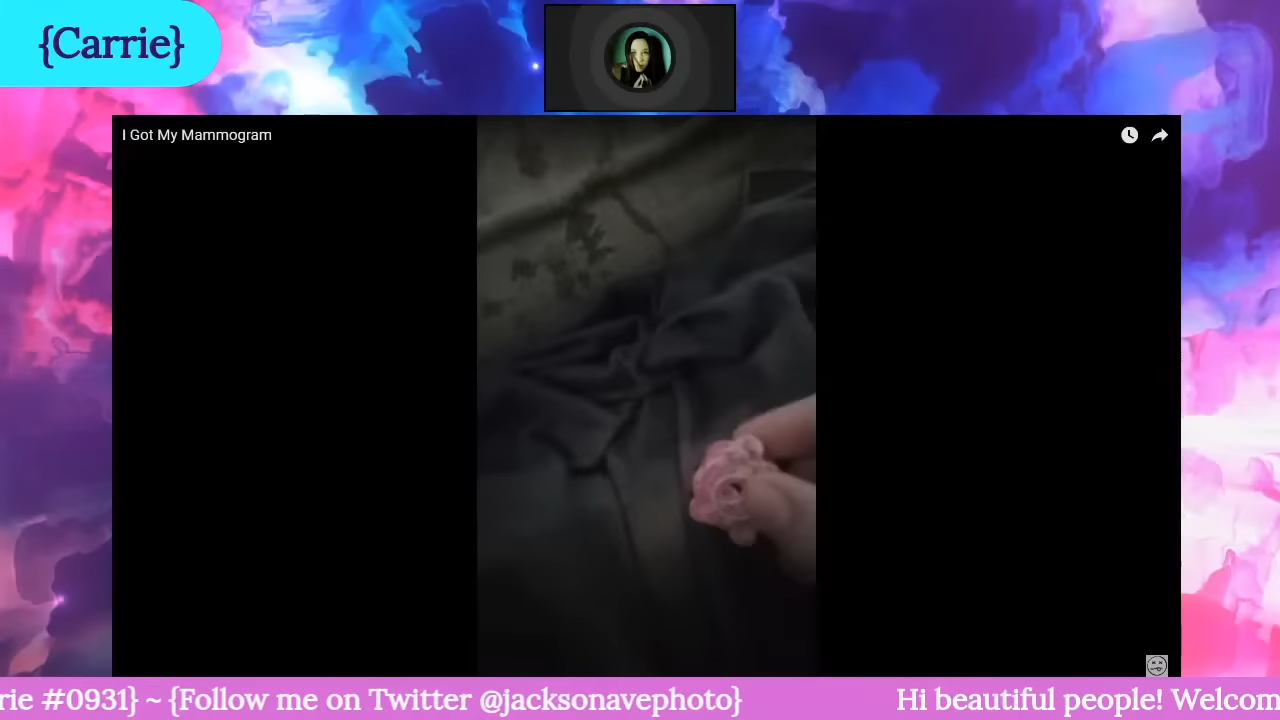 {Carrie}
I Got My Mammogram
rie #0931} ~ {Follow me on Twitter @jacksonavephoto} Hi beautiful people! Welcom